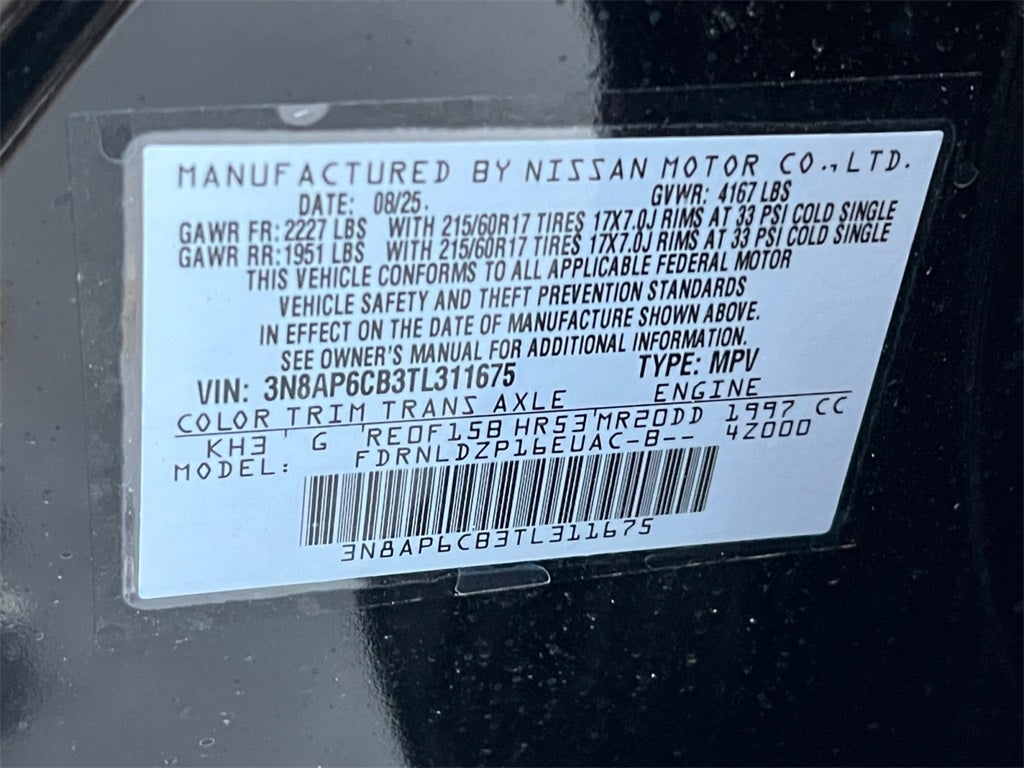 MANUFACTURED BY NISSAN MOTOR CO., LTD.
DATE: 08/25. GVWR: 4167 LBS
GAWR FR: 2227 LBS WITH 215/60R17 TIRES 17X7.0J RIMS AT 33 PSI COLD SINGLE
GAWR RR: 1951 LBS WITH 215/60R17 TIRES 17X7.0J RIMS AT 33 PSI COLD SINGLE
THIS VEHICLE CONFORMS TO ALL APPLICABLE FEDERAL MOTOR
VEHICLE SAFETY AND THEFT PREVENTION STANDARDS
IN EFFECT ON THE DATE OF MANUFACTURE SHOWN ABOVE.
SEE OWNER'S MANUAL FOR ADDITIONAL INFORMATION.
VIN: 3N8AP6CB3TL311675 TYPE: MPV
COLOR TRIM TRANS AXLE ENGINE
KH3 ' G ' RE0F15B HR53'MR20DD 1997 CC
MODEL: FDRNLDZP16EUAC-B-- 4Z000
3N8AP6CB3TL311675